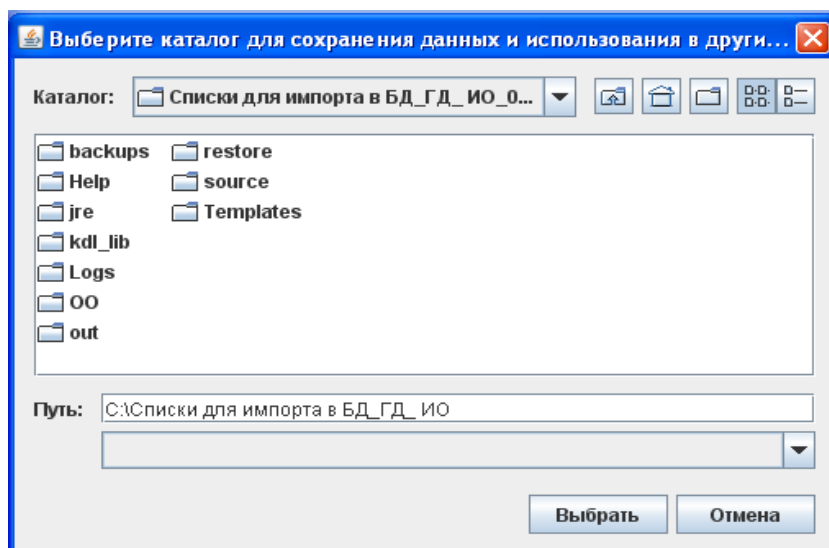 Выберите каталог для сохранения данных и использования в други...
Каталог: Списки для импорта в БД_ГД_ ИО_0...
backups restore
Help source
jre Templates
kdl_lib
Logs
OO
out
Путь: C:\Списки для импорта в БД_ГД_ ИО
Выбрать Отмена